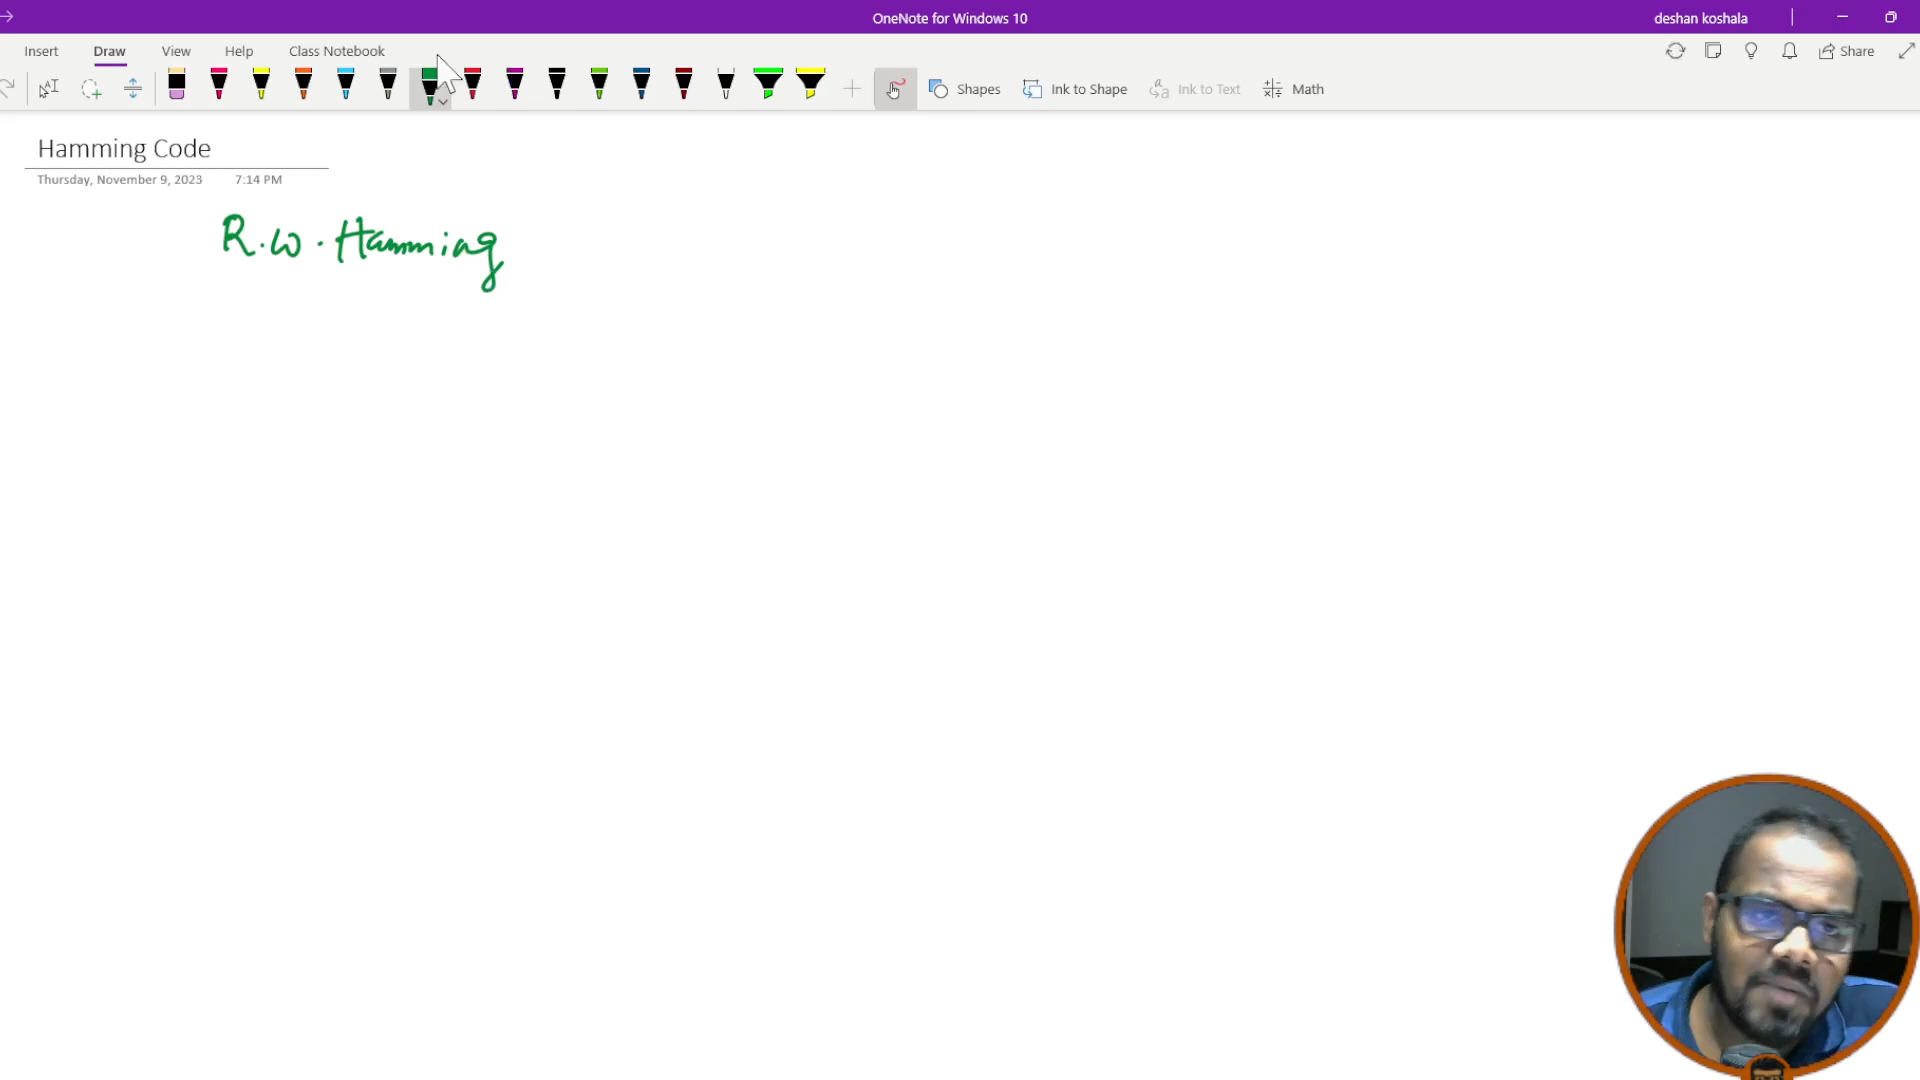 OneNote for Windows 10
deshan koshala
Insert
Draw
View
Help
Class Notebook
Share
Shapes
Ink to Shape
Ink to Text
Math
Hamming Code
Thursday, November 9, 2023
7:14 PM
R.W. Hamming